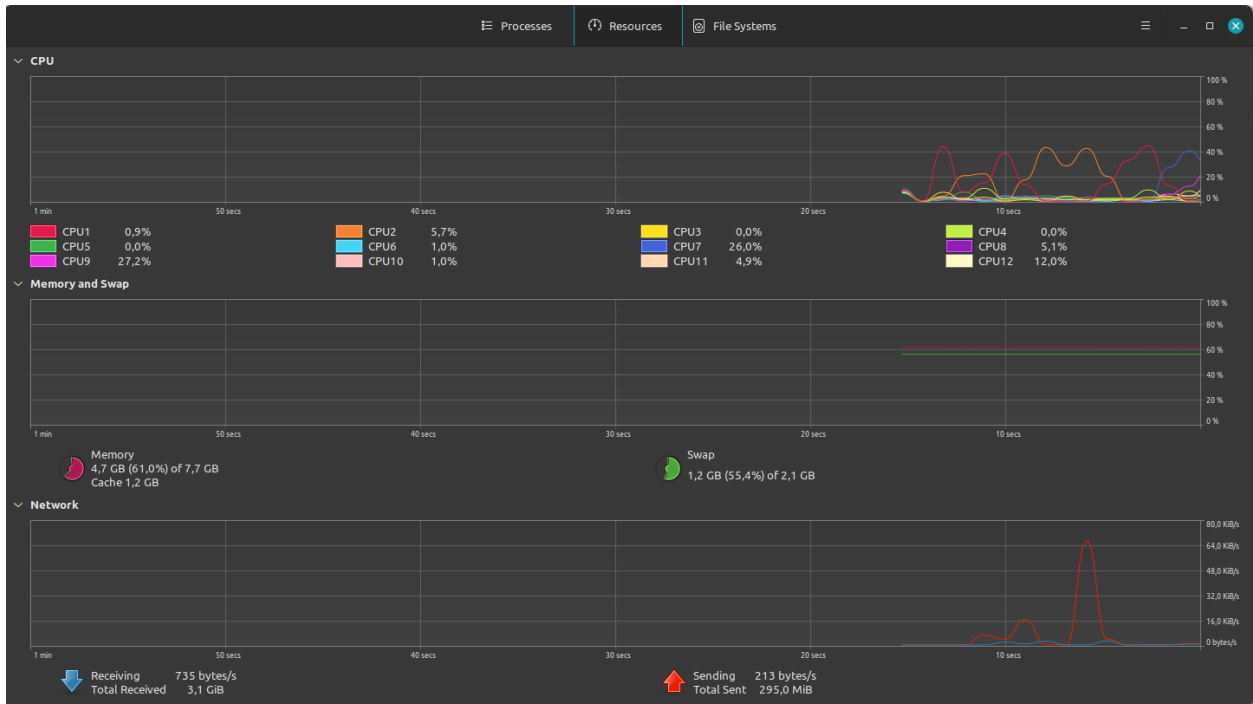 Processes Resources File Systems
CPU
100 %
80 %
60 %
40 %
20 %
0 %
1 min 50 secs 40 secs 30 secs 20 secs 10 secs
CPU1 0,9% CPU2 5,7% CPU3 0,0% CPU4 0,0%
CPU5 0,0% CPU6 1,0% CPU7 26,0% CPU8 5,1%
CPU9 27,2% CPU10 1,0% CPU11 4,9% CPU12 12,0%
Memory and Swap
100 %
80 %
60 %
40 %
20 %
0 %
1 min 50 secs 40 secs 30 secs 20 secs 10 secs
Memory
4,7 GB (61,0%) of 7,7 GB
Cache 1,2 GB
Swap
1,2 GB (55,4%) of 2,1 GB
Network
80,0 KiB/s
64,0 KiB/s
48,0 KiB/s
32,0 KiB/s
16,0 KiB/s
0 bytes/s
1 min 50 secs 40 secs 30 secs 20 secs 10 secs
Receiving 735 bytes/s
Total Received 3,1 GiB
Sending 213 bytes/s
Total Sent 295,0 MiB